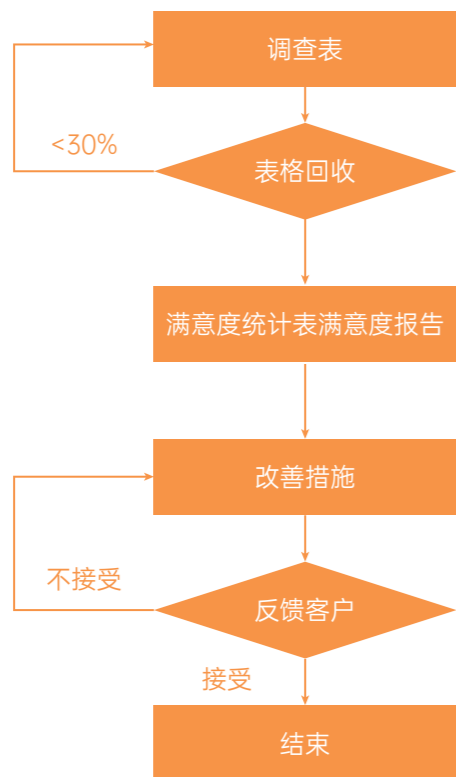 调查表
<30%
表格回收
满意度统计表满意度报告
改善措施
不接受
反馈客户
接受
结束